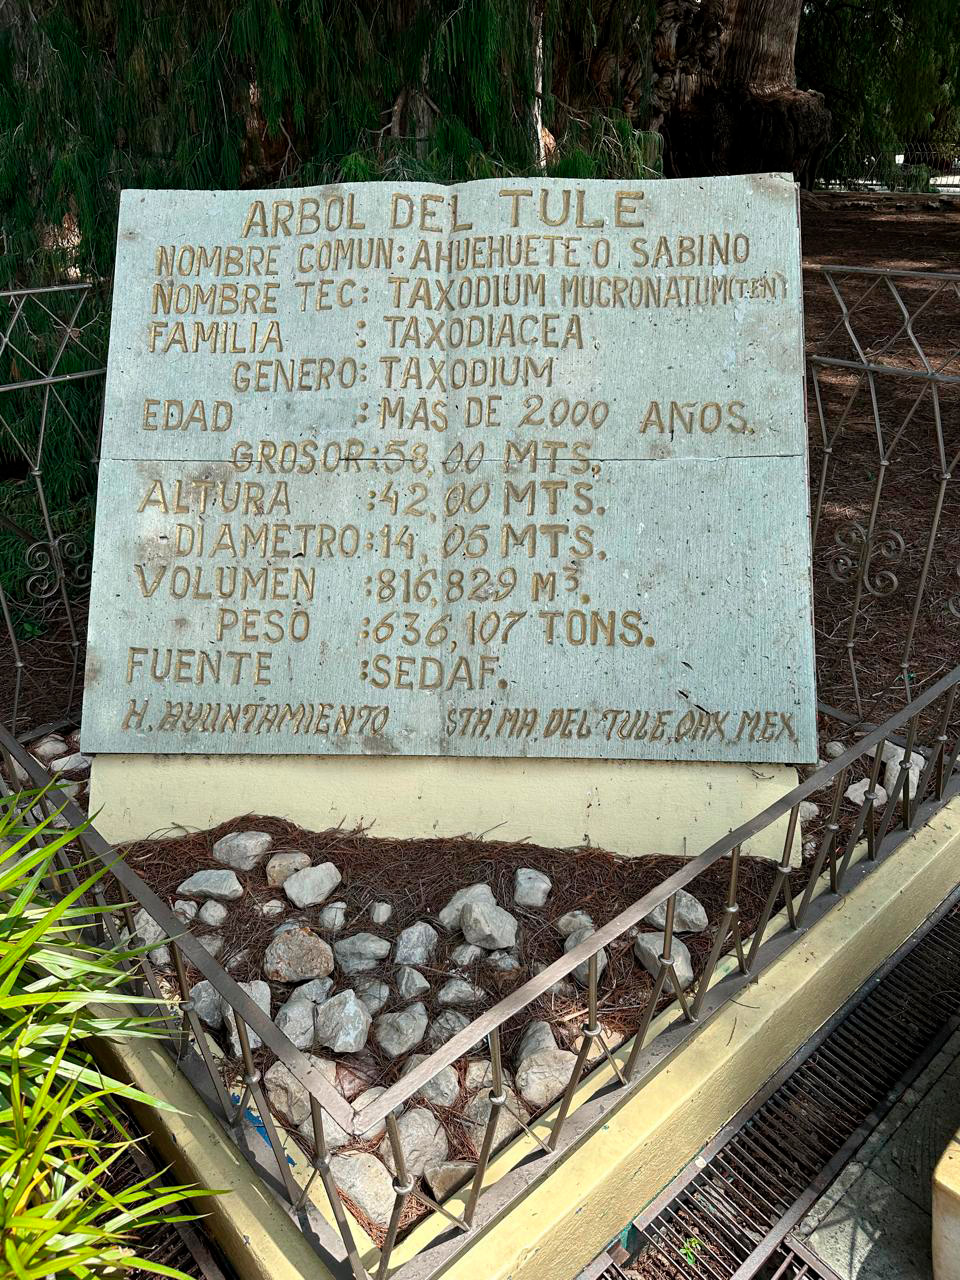 ARBOL DEL TULE
NOMBRE COMUN: AHUEHUETE O SABINO
NOMBRE TEC: TAXODIUM MUCRONATUM(TEN)
FAMILIA : TAXODIACEA
GENERO: TAXODIUM
EDAD : MAS DE 2000 AÑOS.
GROSOR: 58,00 MTS.
ALTURA : 42,00 MTS.
DIAMETRO: 14,05 MTS.
VOLUMEN : 816,829 M³.
PESO : 636,107 TONS.
FUENTE : SEDAF.
H. AYUNTAMIENTO STA. MA. DEL TULE, OAX. MEX.